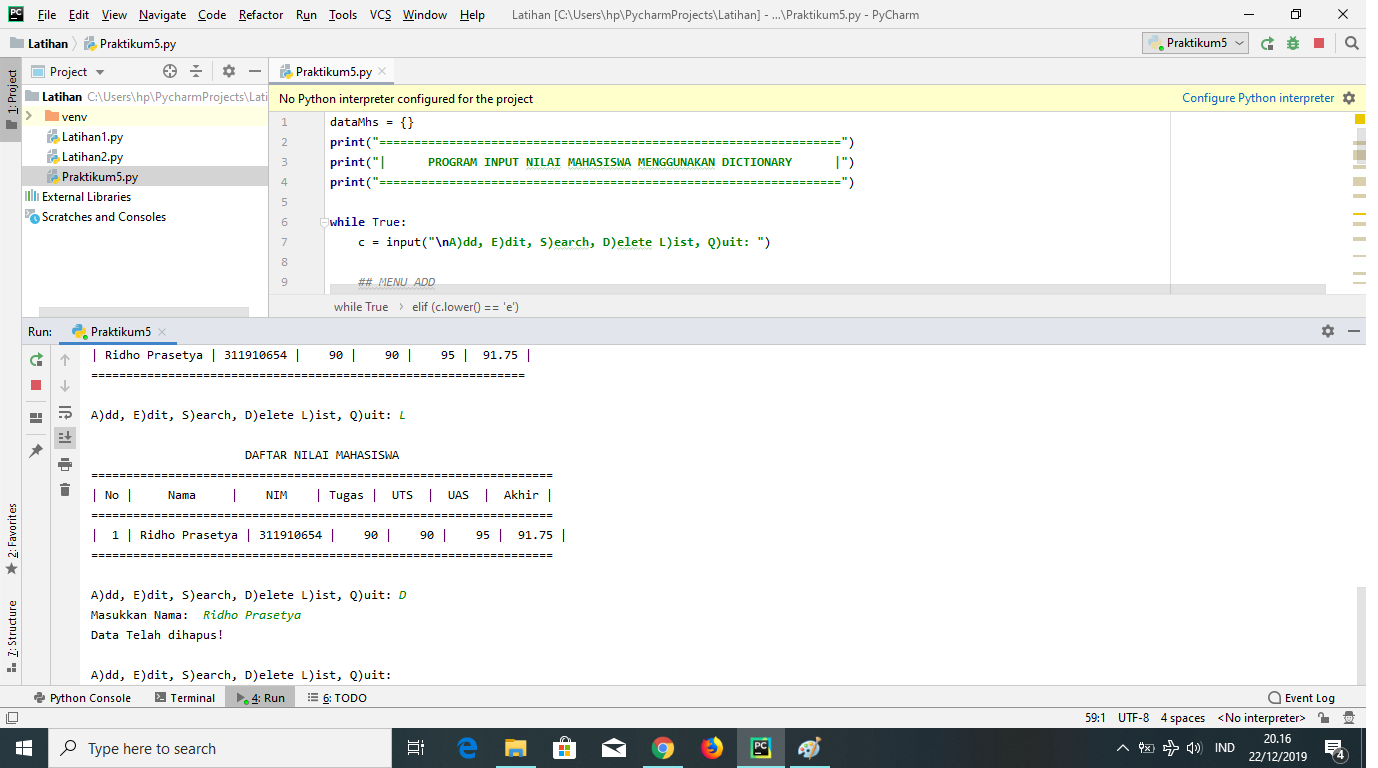 File Edit View Navigate Code Refactor Run Tools VCS Window Help Latihan [C:\Users\hp\PycharmProjects\Latihan] - ...\Praktikum5.py - PyCharm
Latihan Praktikum5.py Praktikum5
1: Project
Project
Praktikum5.py
Latihan C:\Users\hp\PycharmProjects\Lati
venv
Latihan1.py
Latihan2.py
Praktikum5.py
External Libraries
Scratches and Consoles
No Python interpreter configured for the project Configure Python interpreter
1 dataMhs = {}
2 print("==================================================================")
3 print("|      PROGRAM INPUT NILAI MAHASISWA MENGGUNAKAN DICTIONARY      |")
4 print("==================================================================")
5
6 while True:
7     c = input("\nA)dd, E)dit, S)earch, D)elete L)ist, Q)uit: ")
8
9     ## MENU ADD
while True > elif (c.lower() == 'e')
Run: Praktikum5
| Ridho Prasetya | 311910654 |    90 |    90 |    95 |  91.75 |
==============================================================
A)dd, E)dit, S)earch, D)elete L)ist, Q)uit: L
DAFTAR NILAI MAHASISWA
==================================================================
| No |     Nama     |    NIM    | Tugas |  UTS  |  UAS  |  Akhir |
==================================================================
|  1 | Ridho Prasetya | 311910654 |    90 |    90 |    95 |  91.75 |
==================================================================
A)dd, E)dit, S)earch, D)elete L)ist, Q)uit: D
Masukkan Nama:  Ridho Prasetya
Data Telah dihapus!
A)dd, E)dit, S)earch, D)elete L)ist, Q)uit:
2: Favorites
7: Structure
Python Console Terminal 4: Run 6: TODO Event Log
59:1 UTF-8 4 spaces <No interpreter>
Type here to search
PC
IND
20.16
22/12/2019
4